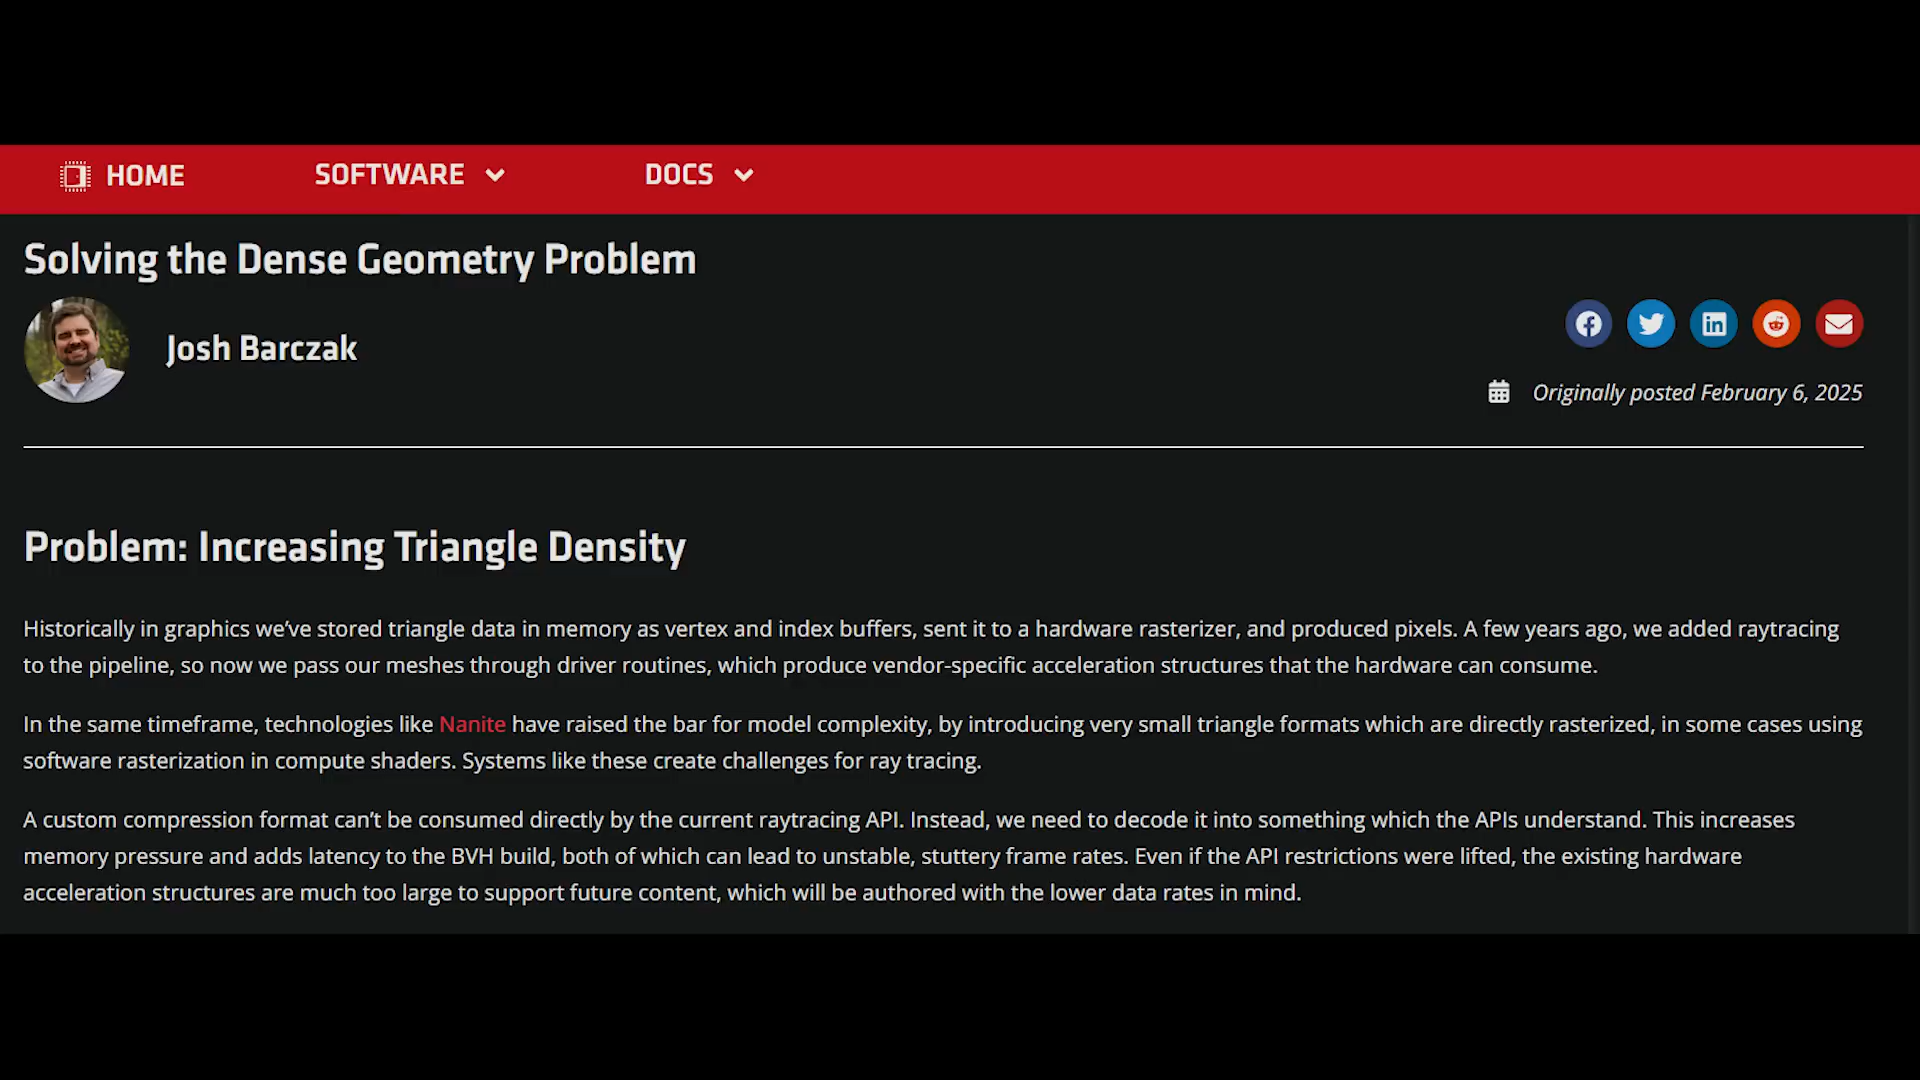 HOME SOFTWARE DOCS
Solving the Dense Geometry Problem
Josh Barczak
Originally posted February 6, 2025
Problem: Increasing Triangle Density
Historically in graphics we've stored triangle data in memory as vertex and index buffers, sent it to a hardware rasterizer, and produced pixels. A few years ago, we added raytracing
to the pipeline, so now we pass our meshes through driver routines, which produce vendor-specific acceleration structures that the hardware can consume.
In the same timeframe, technologies like Nanite have raised the bar for model complexity, by introducing very small triangle formats which are directly rasterized, in some cases using
software rasterization in compute shaders. Systems like these create challenges for ray tracing.
A custom compression format can't be consumed directly by the current raytracing API. Instead, we need to decode it into something which the APIs understand. This increases
memory pressure and adds latency to the BVH build, both of which can lead to unstable, stuttery frame rates. Even if the API restrictions were lifted, the existing hardware
acceleration structures are much too large to support future content, which will be authored with the lower data rates in mind.